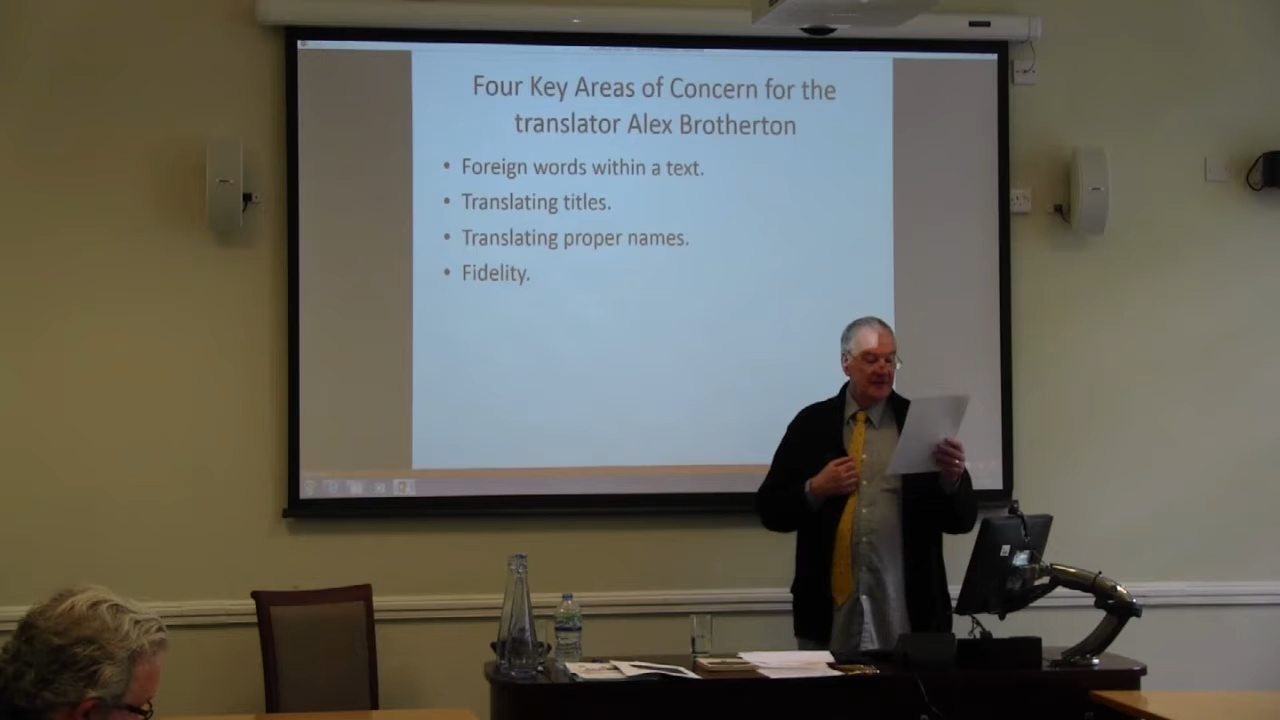 Four Key Areas of Concern for the
translator Alex Brotherton
• Foreign words within a text.
• Translating titles.
• Translating proper names.
• Fidelity.